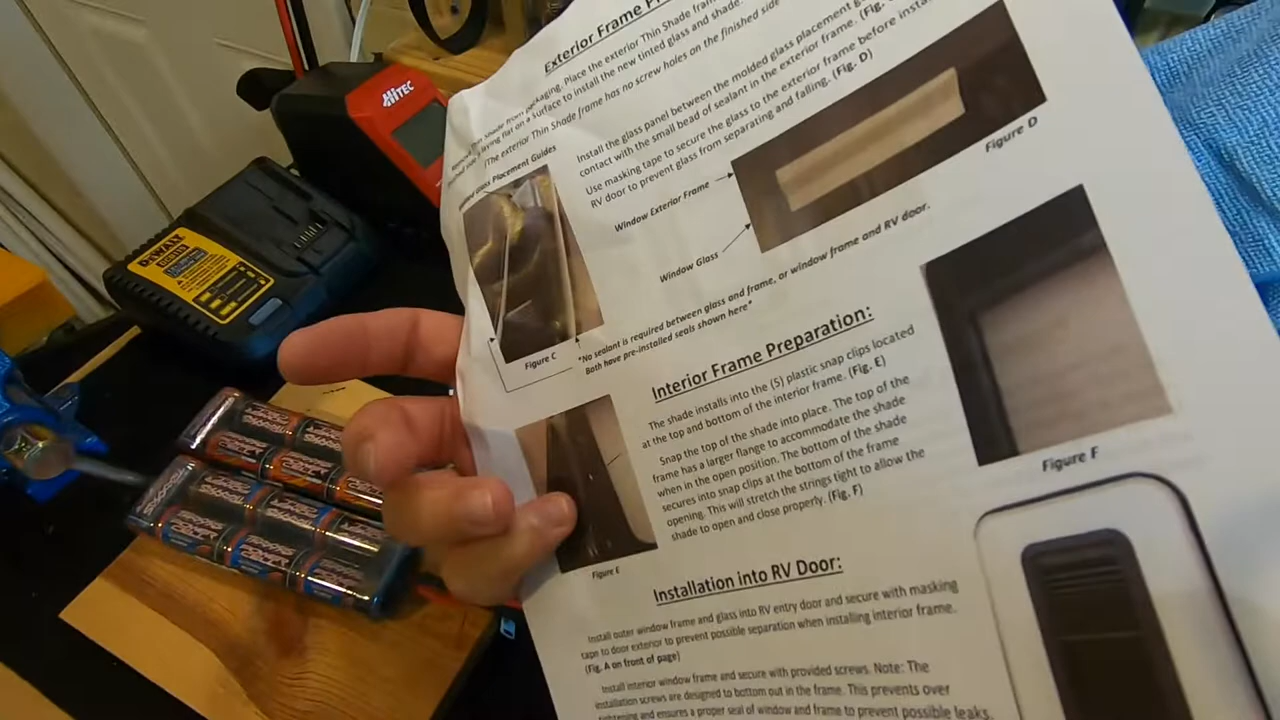 Exterior Frame
Place the exterior Thin Shade
living flat on a surface to install the new tinted glass and shade.
(The exterior Thin Shade frame has no screw holes on the finished side
Glass Placement Guides
Install the glass panel between the molded glass placement
contact with the small bead of sealant in the exterior frame. (Fig.
Use masking tape to secure the glass to the exterior frame before
RV door to prevent glass from separating and falling. (Fig. D)
Window Exterior Frame
Window Glass
Figure D
Figure C
*No sealant is required between glass and frame, or window frame and RV door.
Both have pre-installed seals shown here*
Interior Frame Preparation:
The shade installs into the (5) plastic snap clips located
at the top and bottom of the interior frame. (Fig. E)
Snap the top of the shade into place. The top of the
frame has a larger flange to accommodate the shade
when in the open position. The bottom of the shade
secures into snap clips at the bottom of the frame
opening. This will stretch the strings tight to allow the
shade to open and close properly. (Fig. F)
Figure E
Figure F
Installation into RV Door:
Install outer window frame and glass into RV entry door and secure with masking
tape to door exterior to prevent possible separation when installing interior frame.
(Fig. A on front of page)
Install interior window frame and secure with provided screws. Note: The
installation screws are designed to bottom out in the frame. This prevents over
and ensures a proper seal of window and frame to prevent possible leaks.
HiTEC
DEWALT